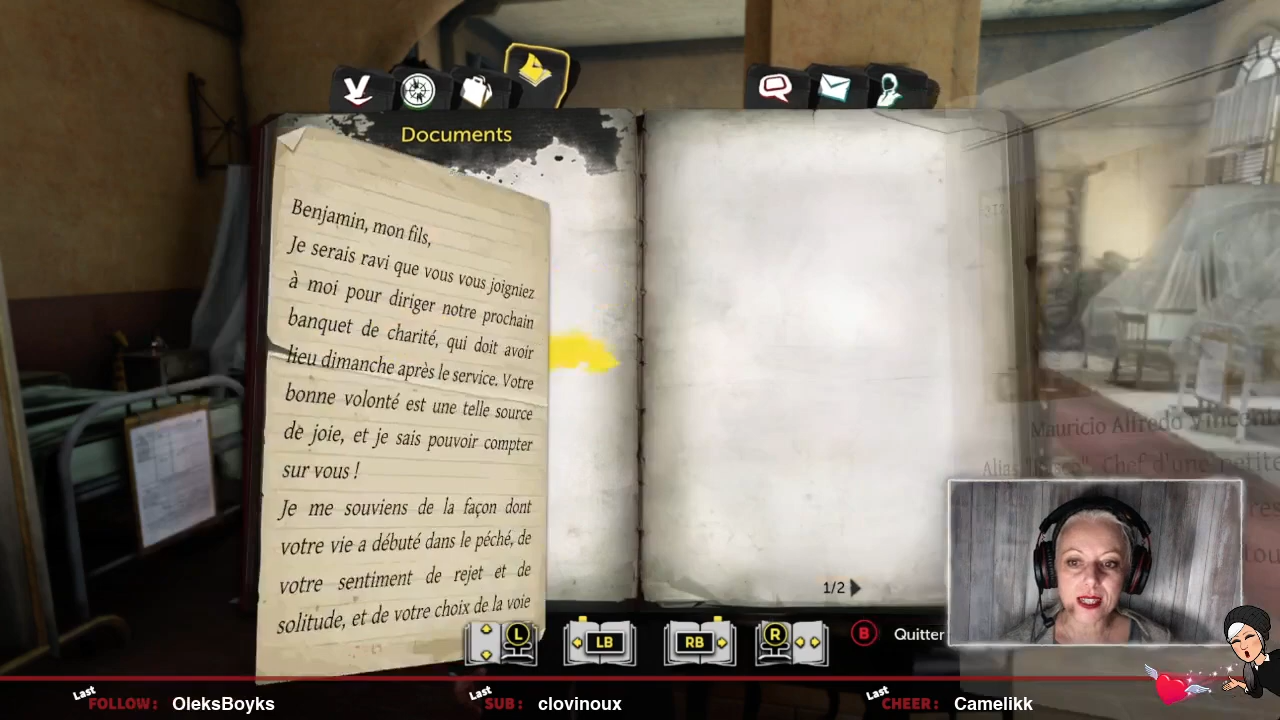 Documents
Benjamin, mon fils,
Je serais ravi que vous vous joigniez
à moi pour diriger notre prochain
banquet de charité, qui doit avoir
lieu dimanche après le service. Votre
bonne volonté est une telle source
de joie, et je sais pouvoir compter
sur vous !
Je me souviens de la façon dont
votre vie a débuté dans le péché, de
votre sentiment de rejet et de
solitude, et de votre choix de la voie
1/2
L
LB
RB
R
B Quitter
Mauricio Alfredo Vincent
Chef d'une petite
Last FOLLOW: OleksBoyks
Last SUB: clovinoux
Last CHEER: Camelikk